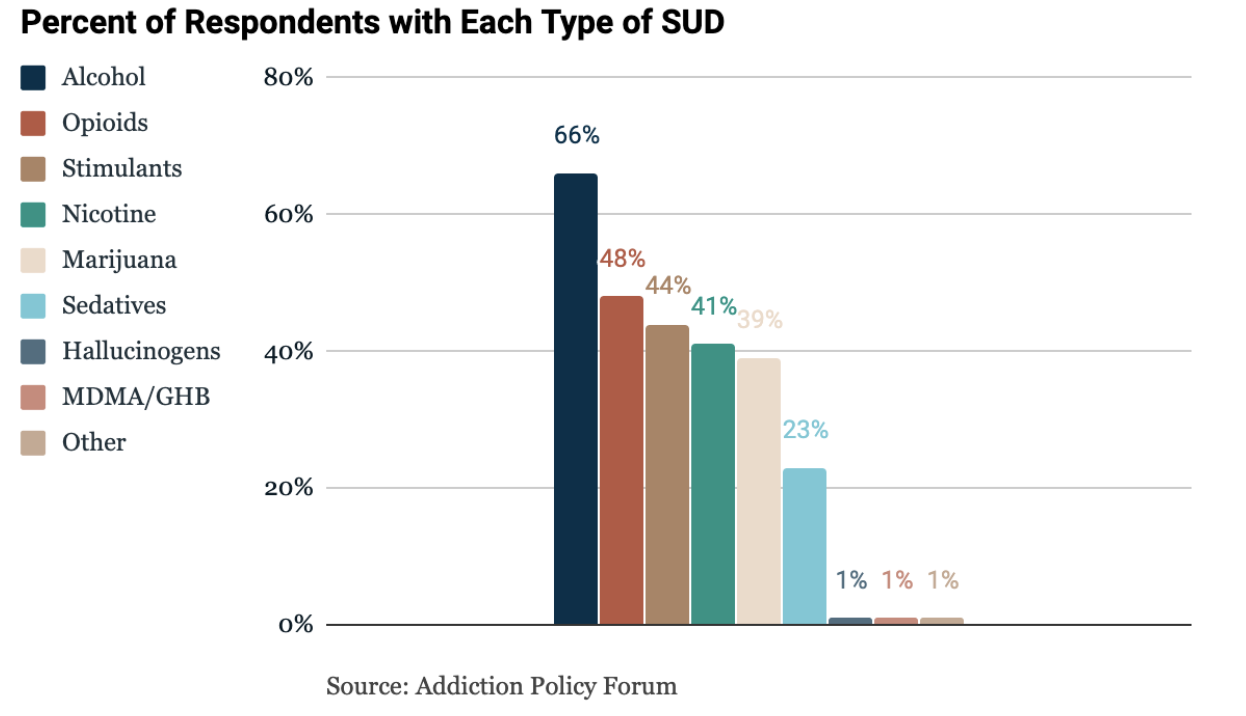 Percent of Respondents with Each Type of SUD
Alcohol
Opioids
Stimulants
Nicotine
Marijuana
Sedatives
Hallucinogens
MDMA/GHB
Other
80%
60%
40%
20%
0%
66%
48%
44%
41%
39%
23%
1%
1%
1%
Source: Addiction Policy Forum